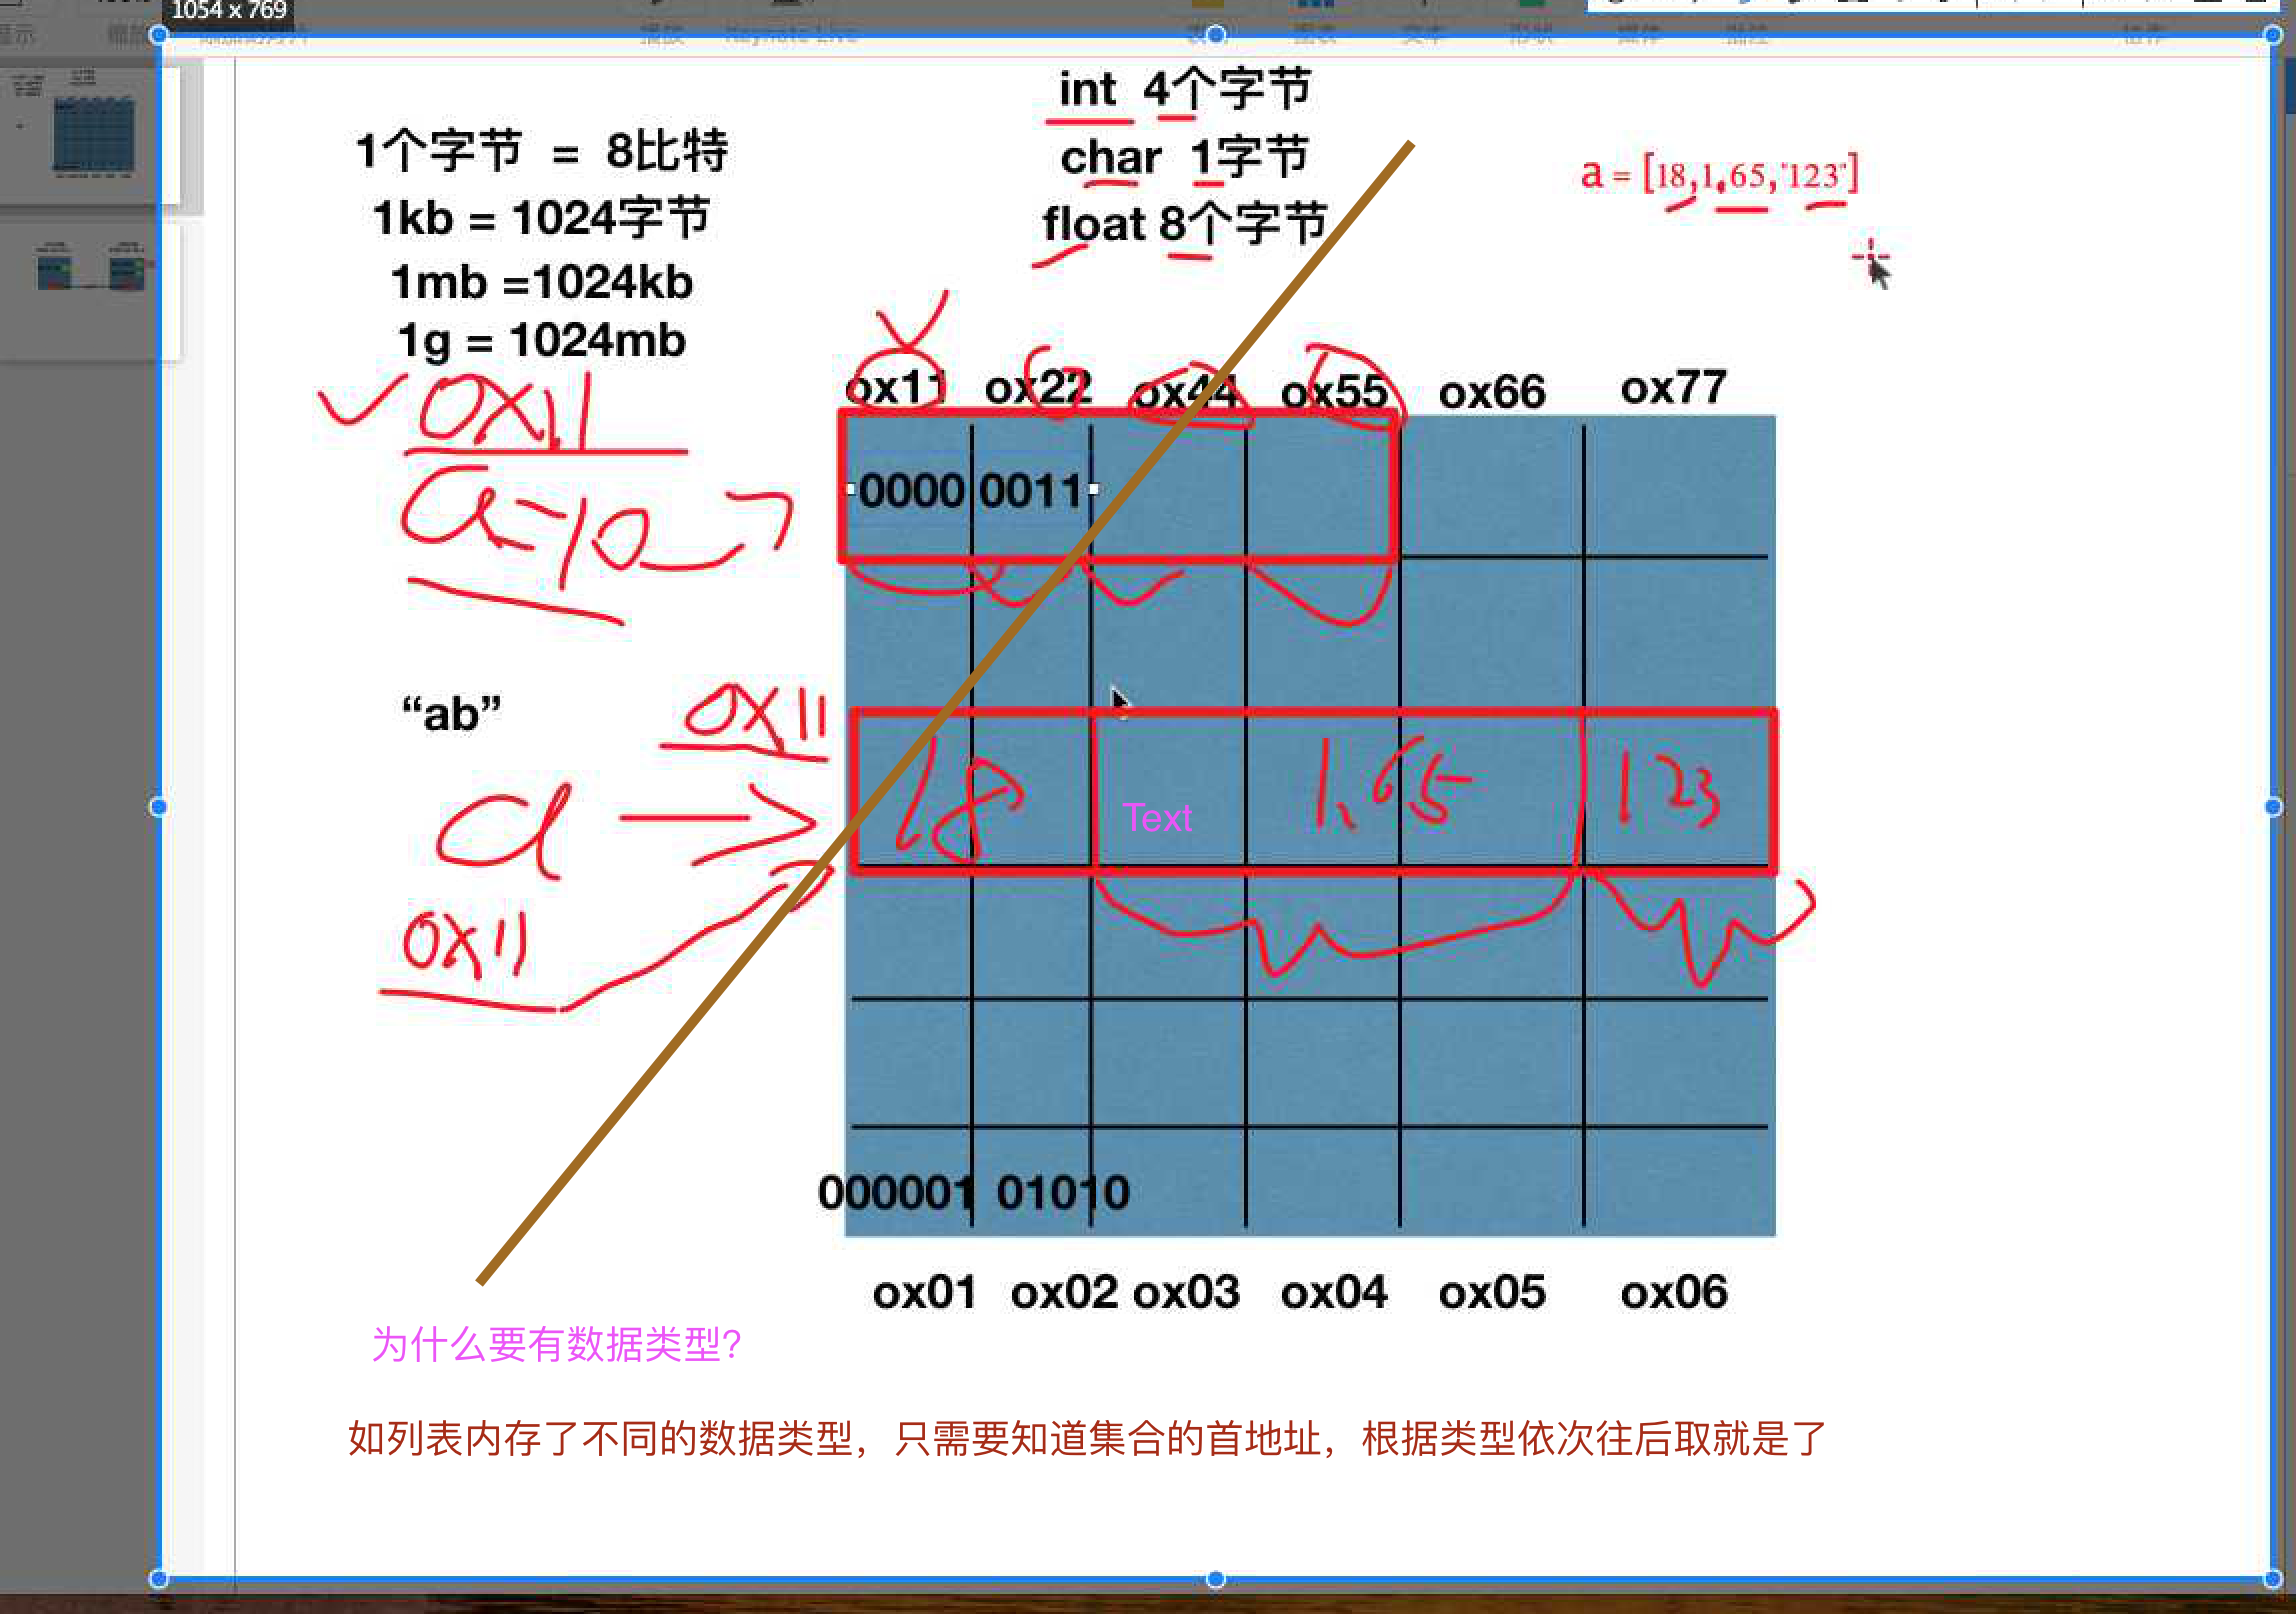 1054 x 769
1个字节 = 8比特
1kb = 1024字节
1mb =1024kb
1g = 1024mb
int 4个字节
char 1字节
float 8个字节
a = [18,1.65,"123"]
ox11 ox22 ox44 ox55 ox66 ox77
0x11
a=10
0000 0011
“ab”
0x11
a
18 Text 1.65 123
0x11
000001 01010
ox01 ox02 ox03 ox04 ox05 ox06
为什么要有数据类型?
如列表内存了不同的数据类型，只需要知道集合的首地址，根据类型依次往后取就是了